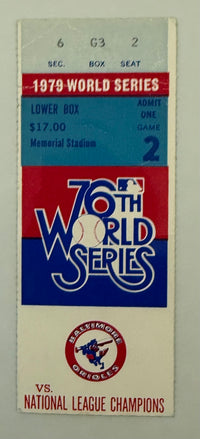 6 G3 2
SEC. BOX SEAT
1979 WORLD SERIES
LOWER BOX
$17.00
Memorial Stadium
ADMIT
ONE
GAME
2
76TH
WORLD
SERIES
BALTIMORE
ORIOLES
VS.
NATIONAL LEAGUE CHAMPIONS